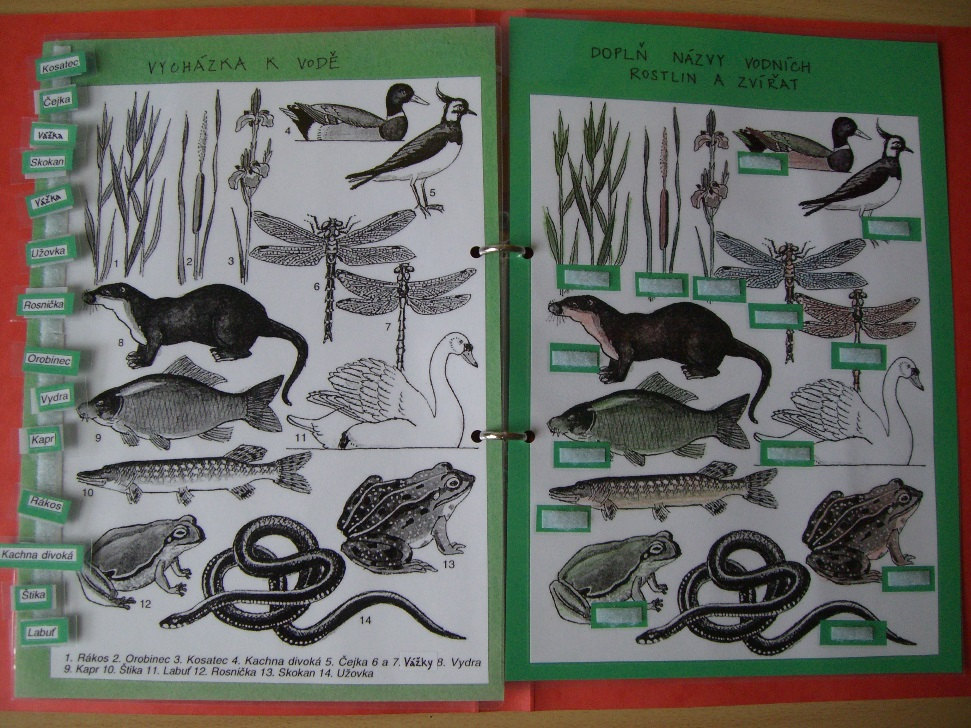 VYCHÁZKA K VODĚ
Kosatec
Čejka
Vážka
Skokan
Vážka
Užovka
Rosnička
Orobinec
Vydra
Kapr
Rákos
Kachna divoká
Štika
Labuť
1
2
3
4
5
6
7
8
9
10
11
12
13
14
1. Rákos 2. Orobinec 3. Kosatec 4. Kachna divoká 5. Čejka 6 a 7. Vážky 8. Vydra
9. Kapr 10. Štika 11. Labuť 12. Rosnička 13. Skokan 14. Užovka
DOPLŇ NÁZVY VODNÍCH
ROSTLIN A ZVÍŘAT